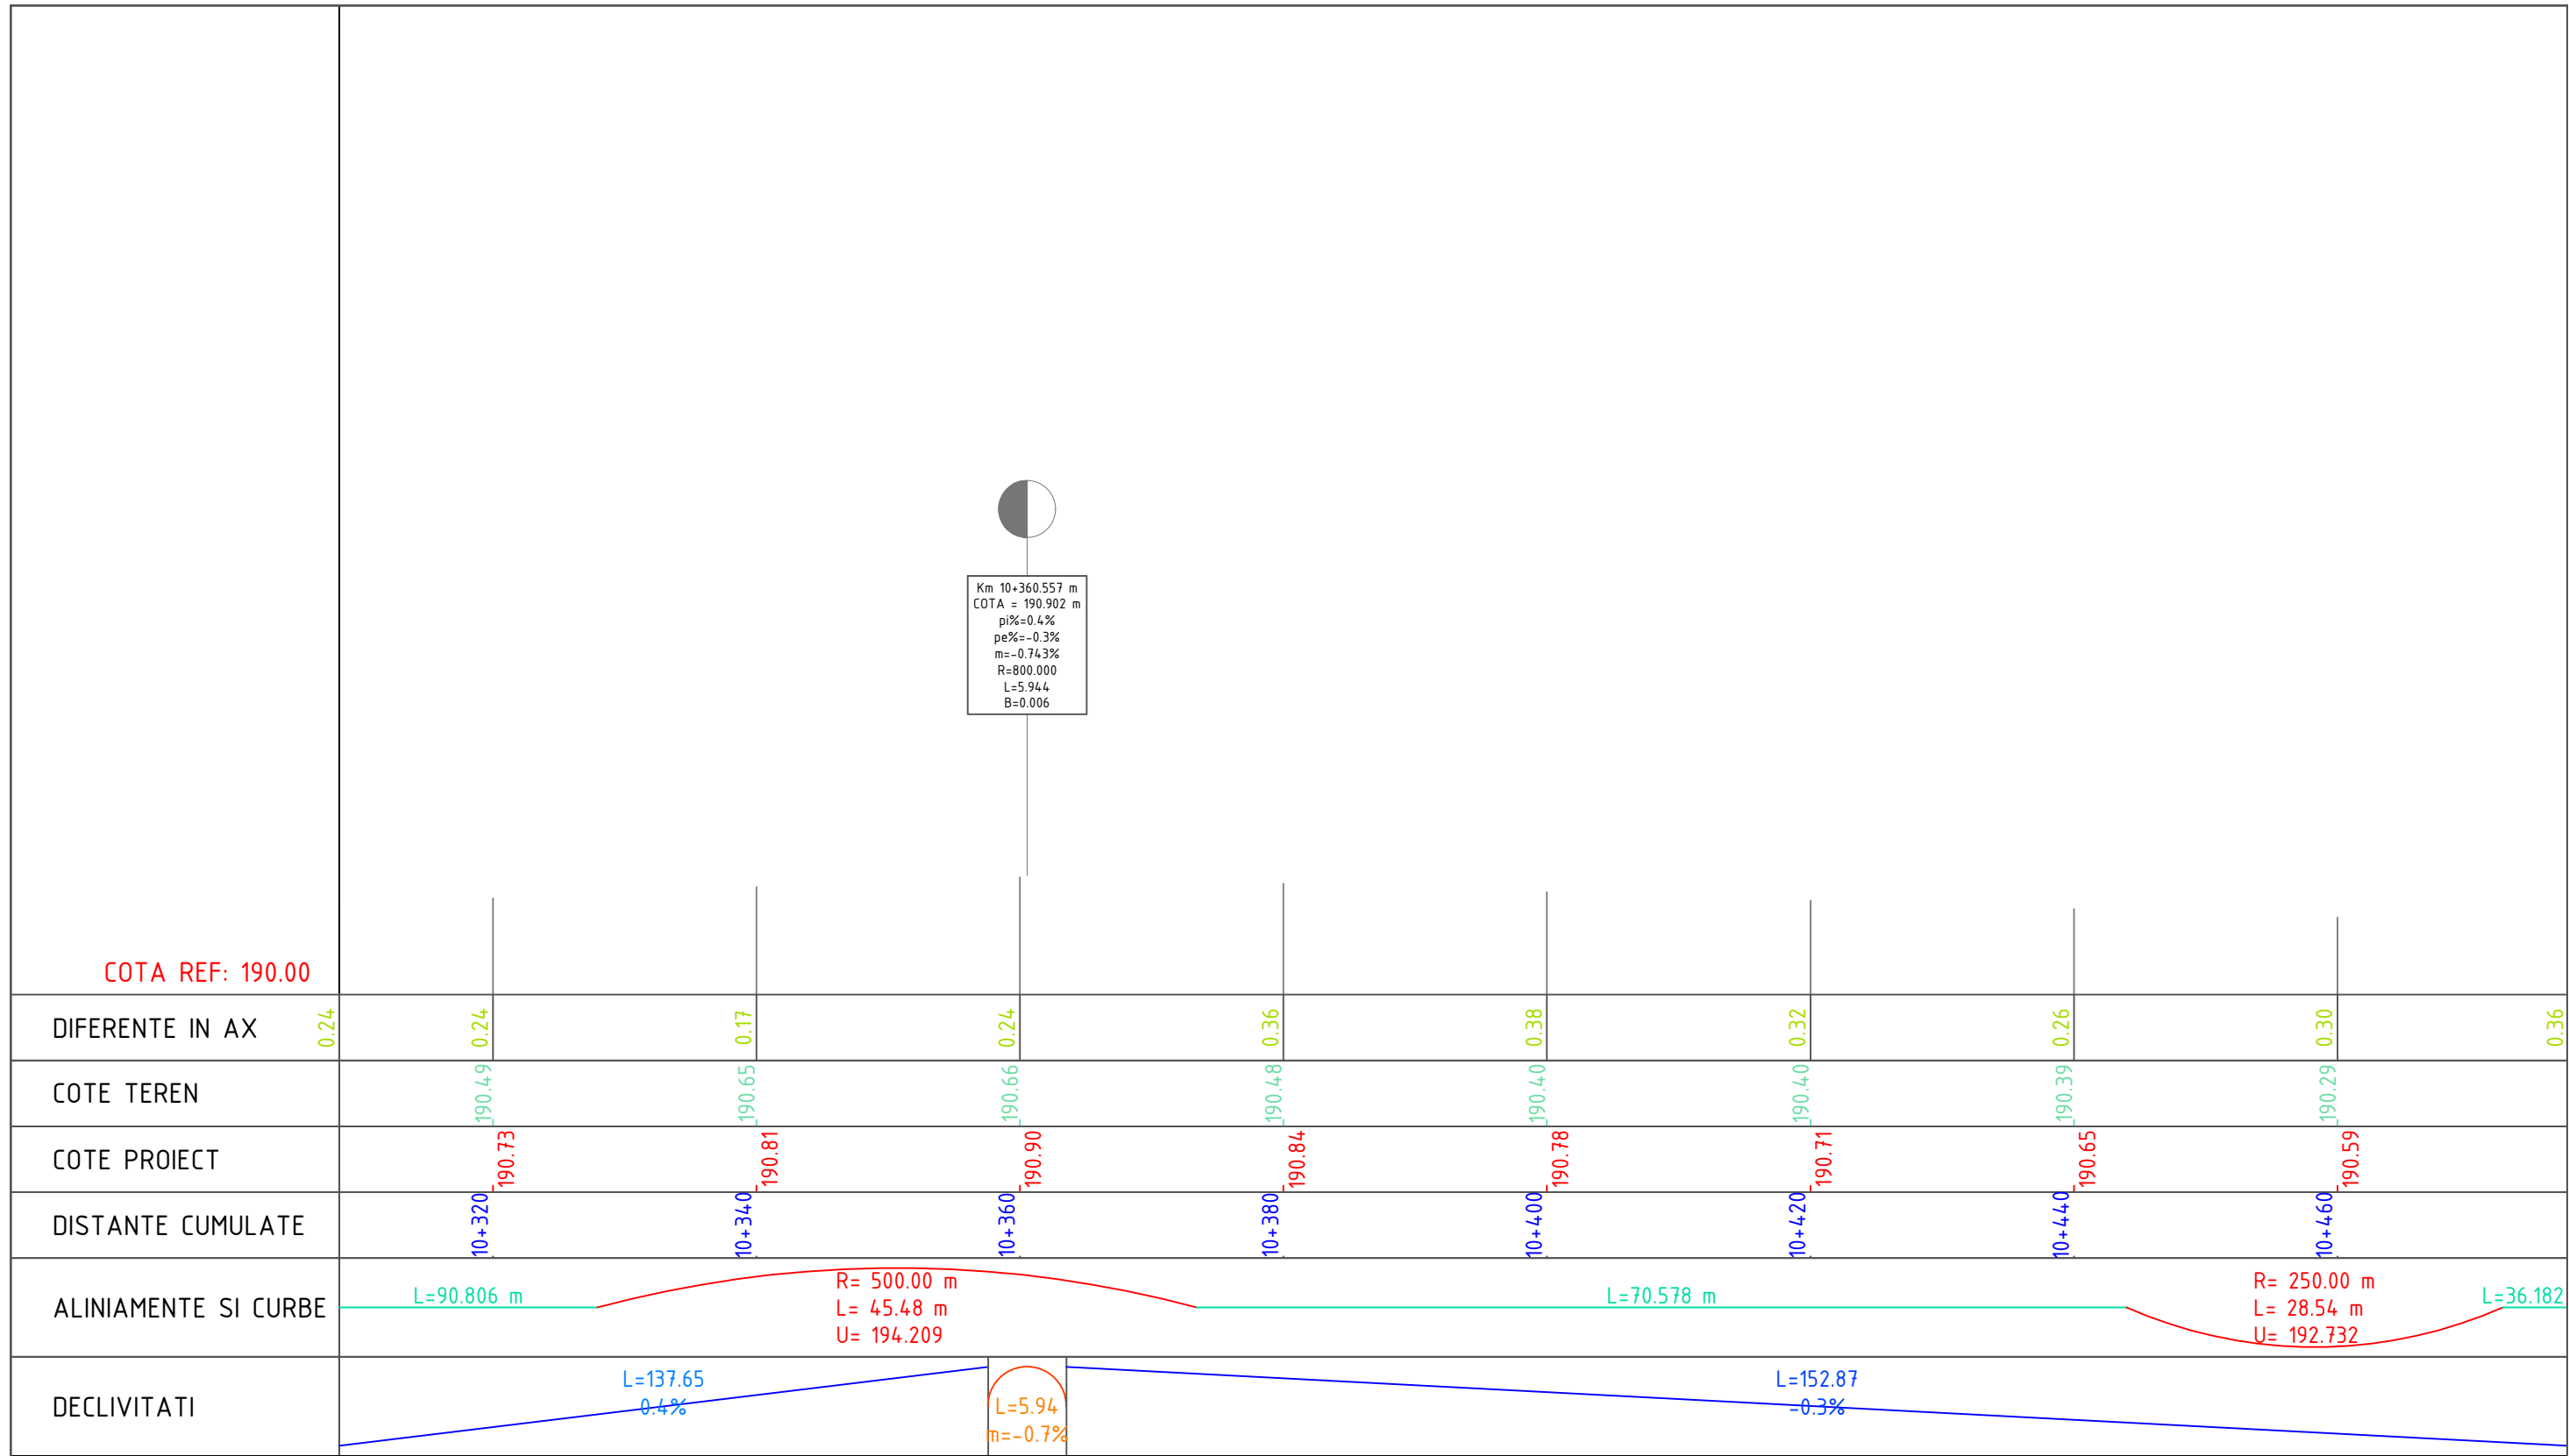 Km 10+360.557 m
COTA = 190.902 m
pi%=0.4%
pe%=-0.3%
m=-0.743%
R=800.000
L=5.944
B=0.006
COTA REF: 190.00
DIFERENTE IN AX 0.24 0.24 0.17 0.24 0.36 0.38 0.32 0.26 0.30 0.36
COTE TEREN 190.49 190.65 190.66 190.48 190.40 190.40 190.39 190.29
COTE PROIECT 190.73 190.81 190.90 190.84 190.78 190.71 190.65 190.59
DISTANTE CUMULATE 10+320 10+340 10+360 10+380 10+400 10+420 10+440 10+460
ALINIAMENTE SI CURBE
L=90.806 m
R= 500.00 m
L= 45.48 m
U= 194.209
L=70.578 m
R= 250.00 m
L= 28.54 m
U= 192.732
L=36.182
DECLIVITATI
L=137.65
0.4%
L=5.94
m=-0.7%
L=152.87
-0.3%